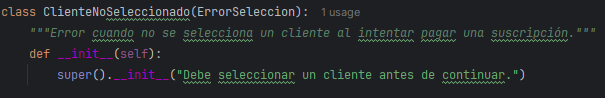 class ClienteNoSeleccionado(ErrorSeleccion): 1 usage
"""Error cuando no se selecciona un cliente al intentar pagar una suscripción."""
def __init__(self):
super().__init__("Debe seleccionar un cliente antes de continuar.")